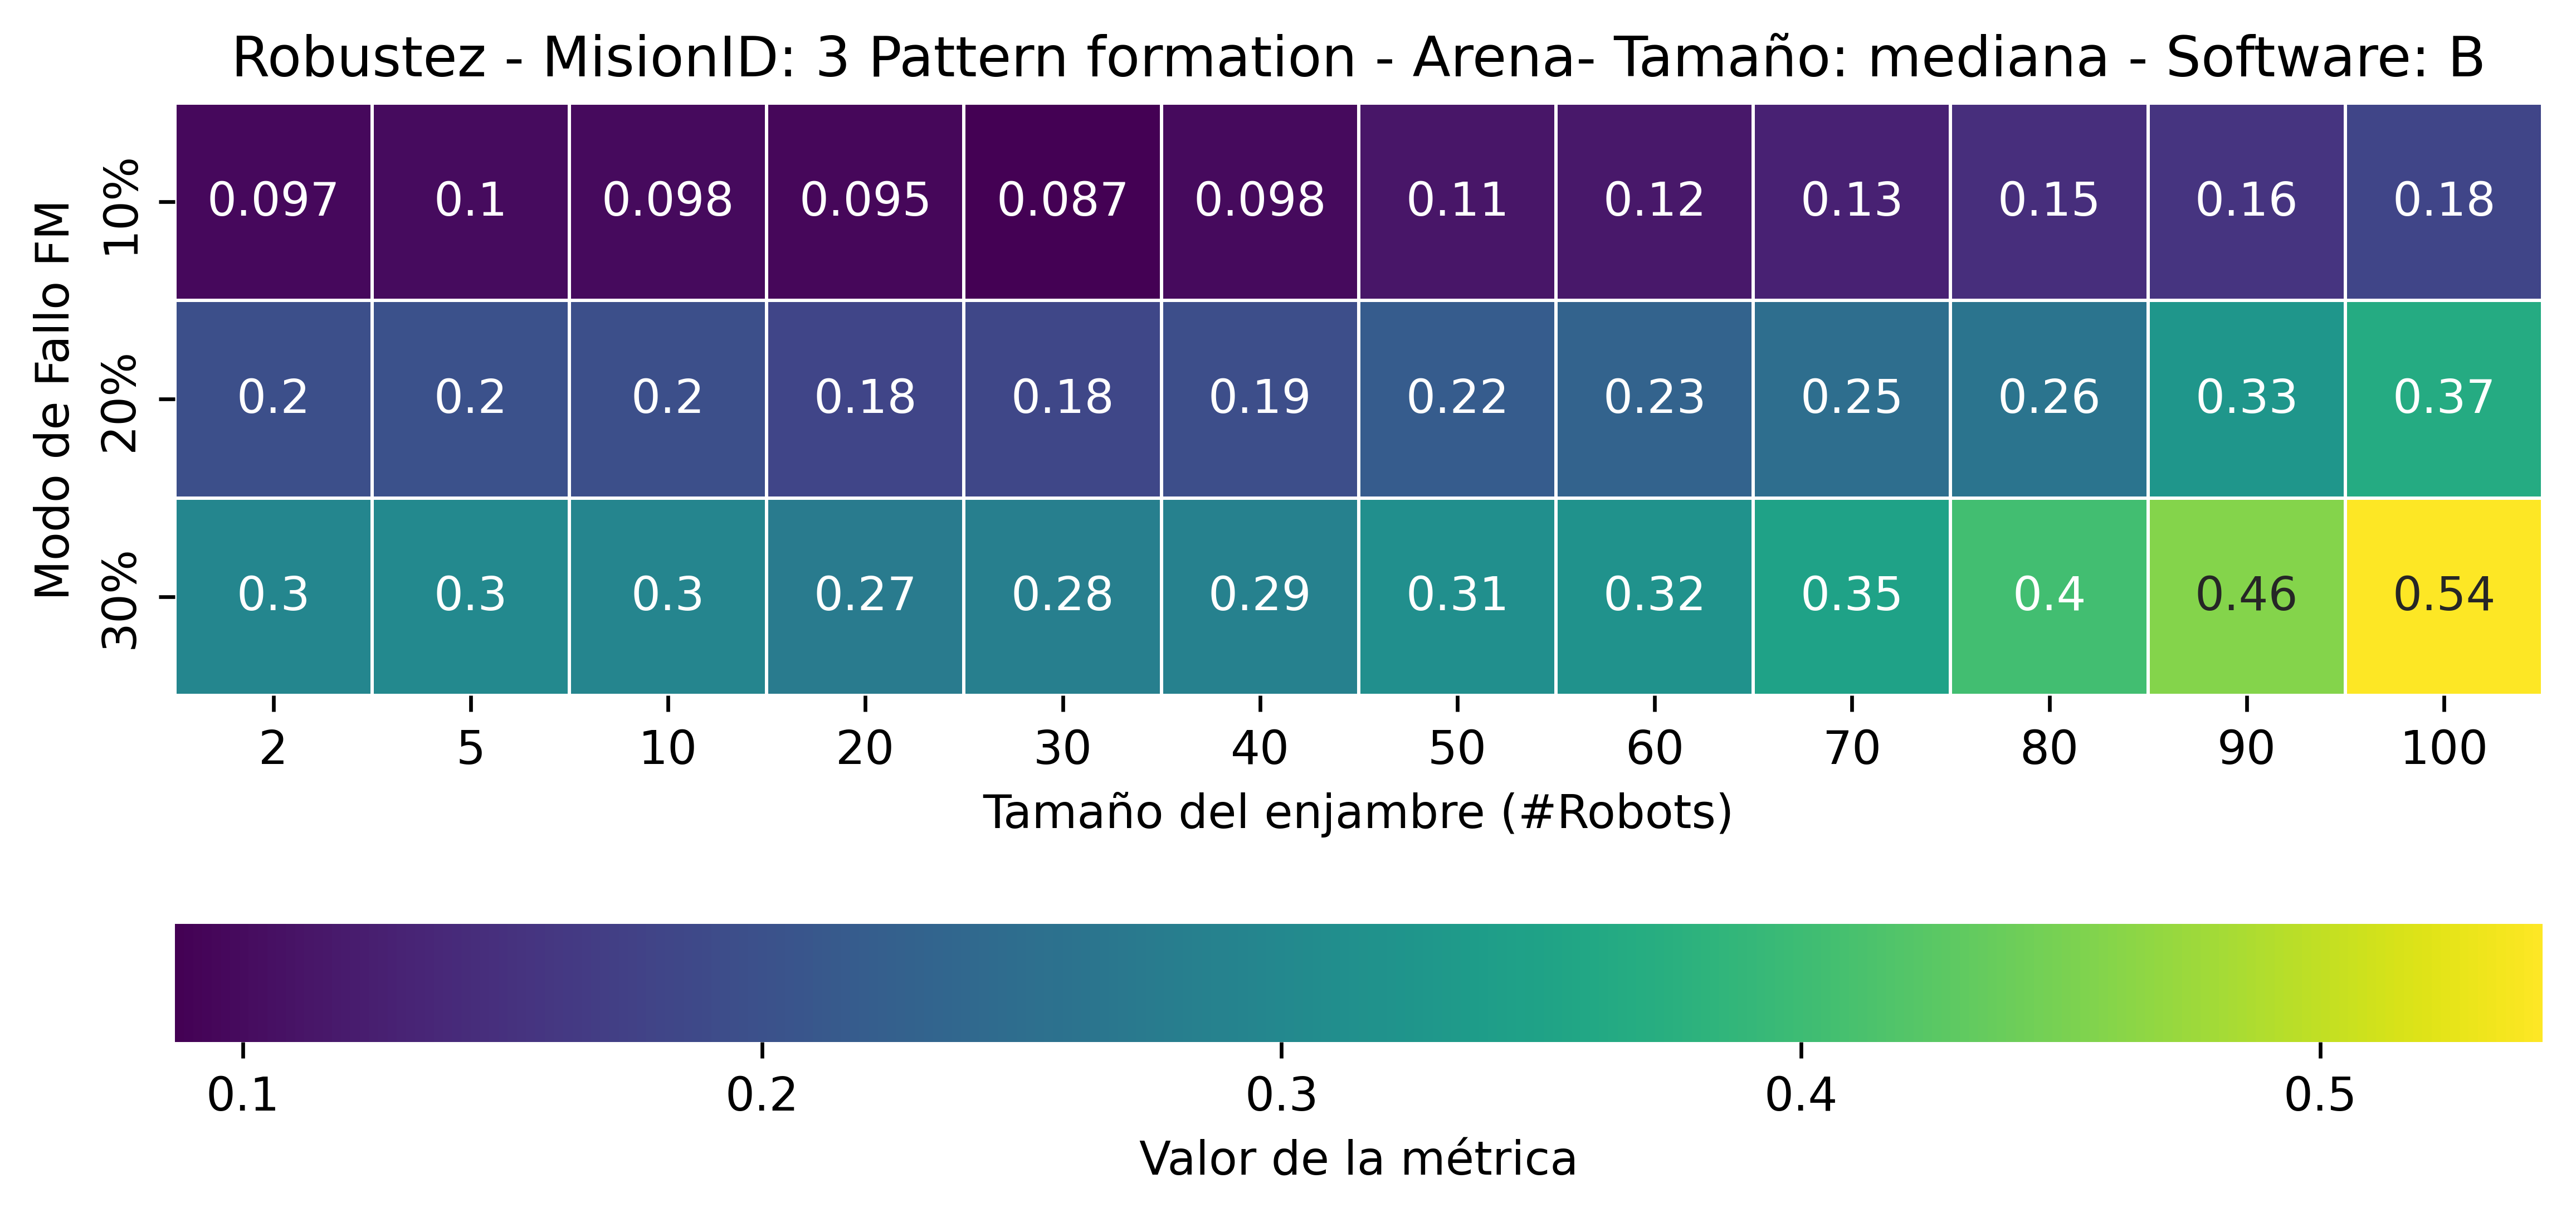 Robustez - MisionID: 3 Pattern formation - Arena- Tamaño: mediana - Software: B
Modo de Fallo FM
10%
0.097 0.1 0.098 0.095 0.087 0.098 0.11 0.12 0.13 0.15 0.16 0.18
20%
0.2 0.2 0.2 0.18 0.18 0.19 0.22 0.23 0.25 0.26 0.33 0.37
30%
0.3 0.3 0.3 0.27 0.28 0.29 0.31 0.32 0.35 0.4 0.46 0.54
2 5 10 20 30 40 50 60 70 80 90 100
Tamaño del enjambre (#Robots)
0.1 0.2 0.3 0.4 0.5
Valor de la métrica